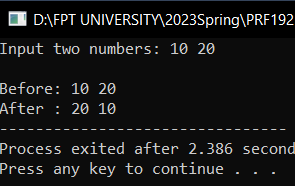 D:\FPT UNIVERSITY\2023Spring\PRF192
Input two numbers: 10 20
Before: 10 20
After : 20 10
--------------------------------
Process exited after 2.386 second
Press any key to continue . . .